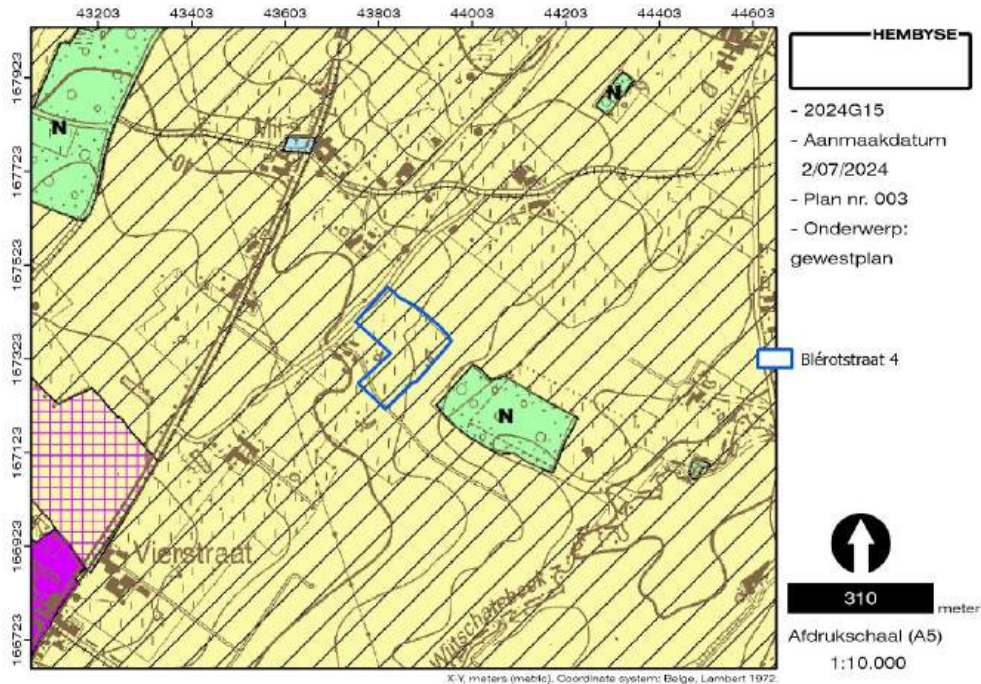 43203 43403 43603 43803 44003 44203 44403 44603
HEMBYSE
167923
N
N
- 2024G15
- Aanmaakdatum
2/07/2024
167723
- Plan nr. 003
- Onderwerp:
gewestplan
167523
167323
Blérotstraat 4
N
167123
166923
Vierstraat
310
meter
Wijtschatebeek
166723
Afdrukschaal (A5)
1:10.000
X-Y, meters (metric), Coordinate system: Belge, Lambert 1972.